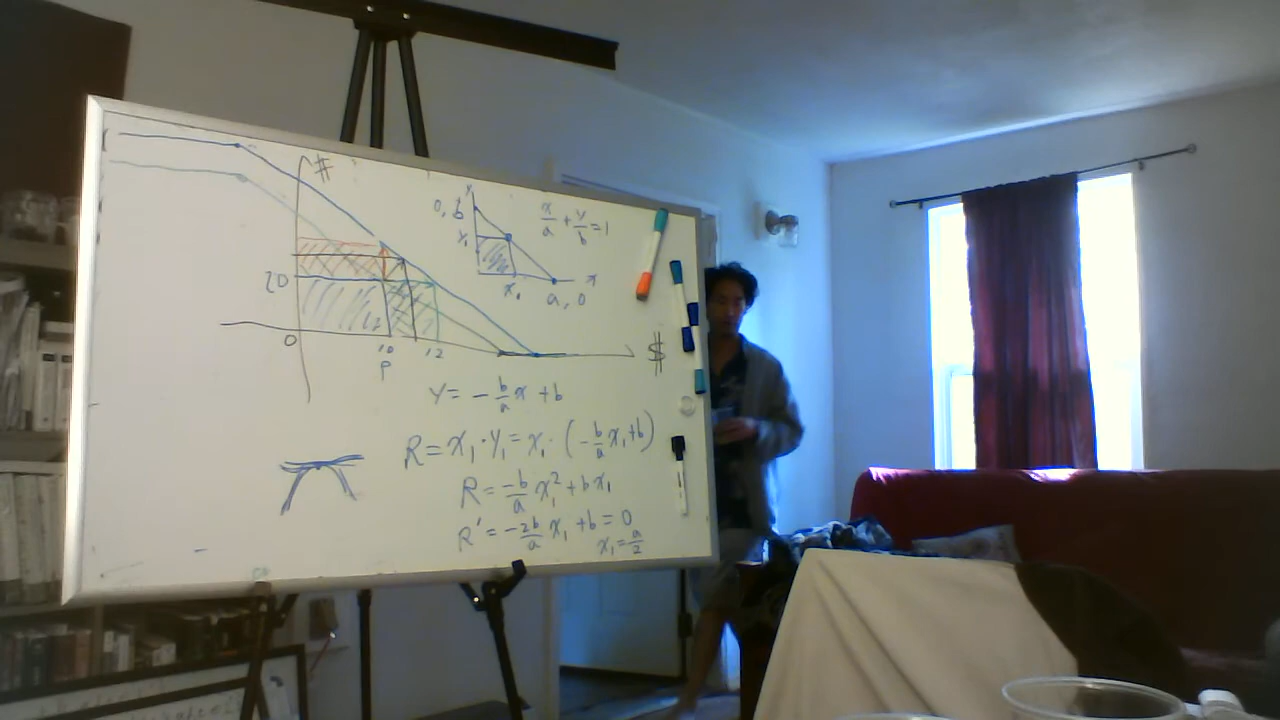 $
0, b
y
x/a + y/b = 1
y₁
x
x₁
a, 0
20
0
10
12
P
$
y = -b/a x + b
R = x₁ · y₁ = x₁ · (-b/a x₁ + b)
R = -b/a x₁² + b x₁
R' = -2b/a x₁ + b = 0
x₁ = a/2